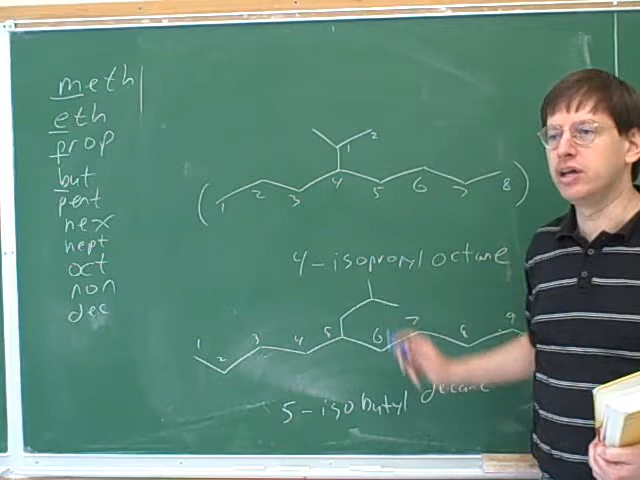 meth
eth
prop
but
pent
hex
hept
oct
non
dec
1 2
1 2 3 4 5 6 7 8
4-isopropyl octane
1 2 3 4 5 6 7 8 9
5-isobutyl decane